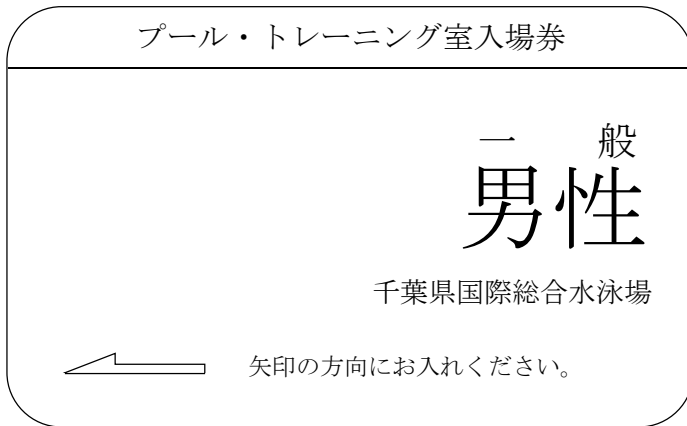 プール・トレーニング室入場券
一　般
男性
千葉県国際総合水泳場
矢印の方向にお入れください。